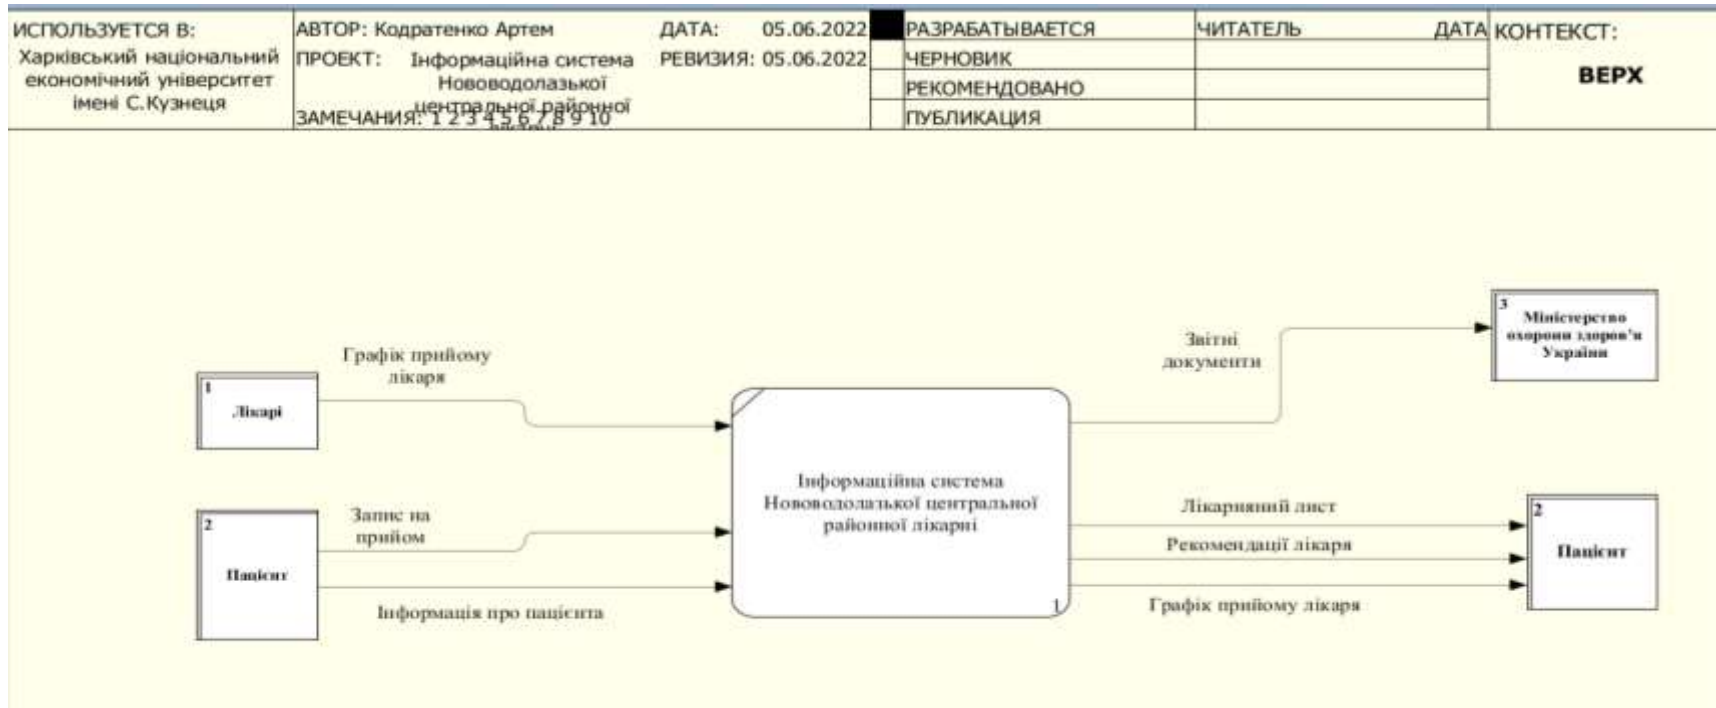 ИСПОЛЬЗУЕТСЯ В:
Харківський національний
економічний університет
імені С.Кузнеця
АВТОР: Кодратенко Артем
ПРОЕКТ: Інформаційна система
Нововодолазької
центральної районної
ЗАМЕЧАНИЯ: 1 2 3 4 5 6 7 8 9 10
ДАТА: 05.06.2022
РЕВИЗИЯ: 05.06.2022
РАЗРАБАТЫВАЕТСЯ
ЧЕРНОВИК
РЕКОМЕНДОВАНО
ПУБЛИКАЦИЯ
ЧИТАТЕЛЬ ДАТА
КОНТЕКСТ:
ВЕРХ
1
Лікарі
Графік прийому
лікаря
2
Пацієнт
Запис на
прийом
Інформація про пацієнта
Інформаційна система
Нововодолазької центральної
районної лікарні
1
Звітні
документи
3
Міністерство
охорони здоров'я
України
Лікарняний лист
Рекомендації лікаря
Графік прийому лікаря
2
Пацієнт